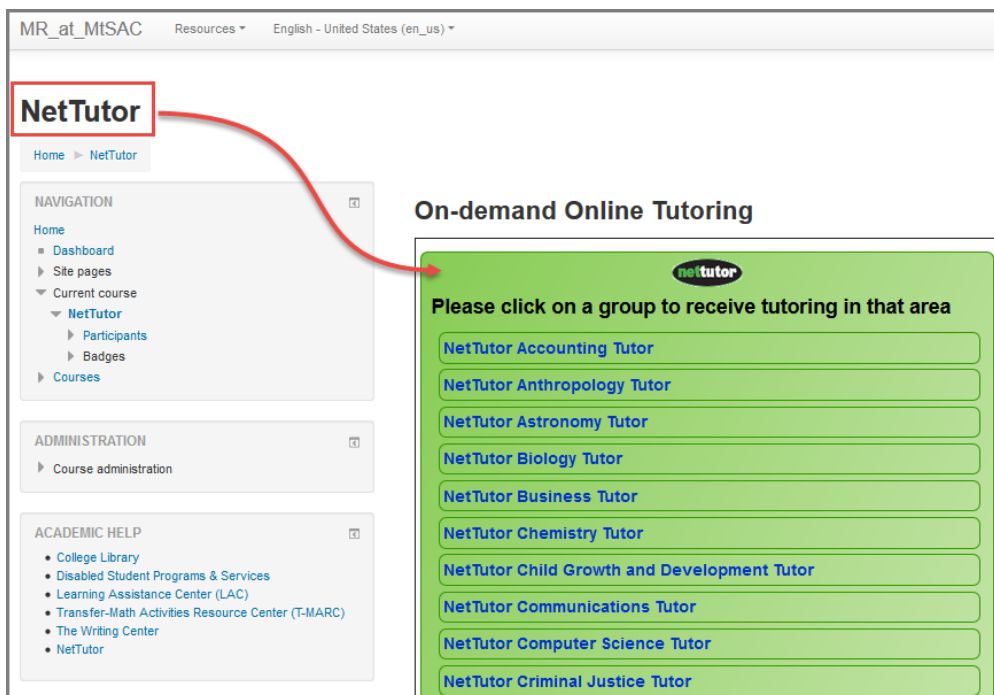 MR_at_MtSAC Resources English - United States (en_us)
NetTutor
Home NetTutor
NAVIGATION
Home
Dashboard
Site pages
Current course
NetTutor
Participants
Badges
Courses
ADMINISTRATION
Course administration
ACADEMIC HELP
College Library
Disabled Student Programs & Services
Learning Assistance Center (LAC)
Transfer-Math Activities Resource Center (T-MARC)
The Writing Center
NetTutor
On-demand Online Tutoring
nettutor
Please click on a group to receive tutoring in that area
NetTutor Accounting Tutor
NetTutor Anthropology Tutor
NetTutor Astronomy Tutor
NetTutor Biology Tutor
NetTutor Business Tutor
NetTutor Chemistry Tutor
NetTutor Child Growth and Development Tutor
NetTutor Communications Tutor
NetTutor Computer Science Tutor
NetTutor Criminal Justice Tutor